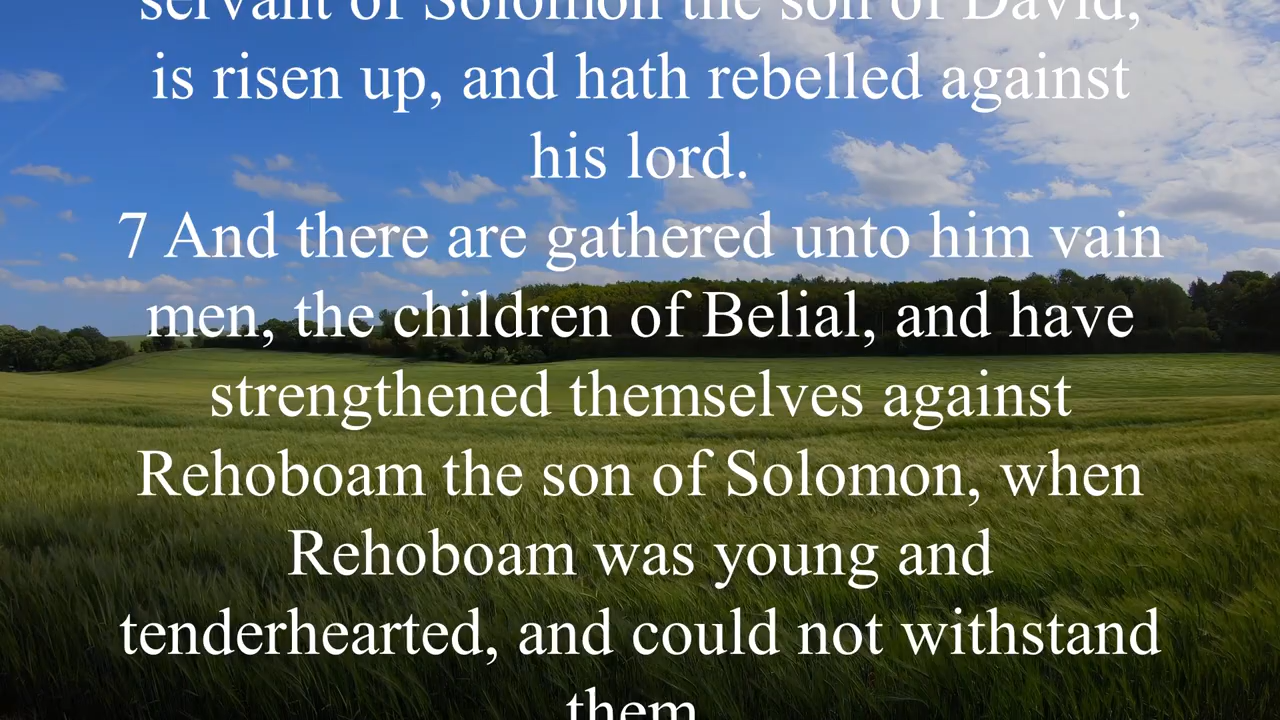 servant of Solomon the son of David,
is risen up, and hath rebelled against
his lord.
7 And there are gathered unto him vain
men, the children of Belial, and have
strengthened themselves against
Rehoboam the son of Solomon, when
Rehoboam was young and
tenderhearted, and could not withstand
them